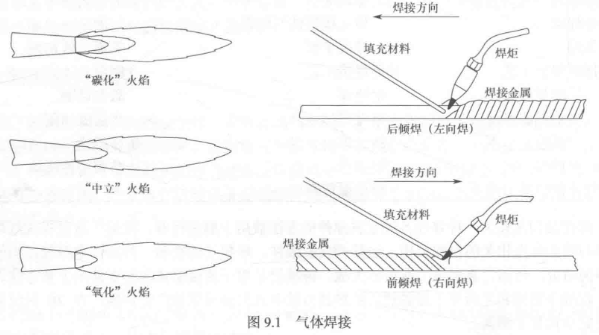 焊接方向
填充材料
焊炬
“碳化”火焰
焊接金属
后倾焊（左向焊）
焊接方向
“中立”火焰
填充材料
焊炬
焊接金属
“氧化”火焰
前倾焊（右向焊）
图 9.1 气体焊接